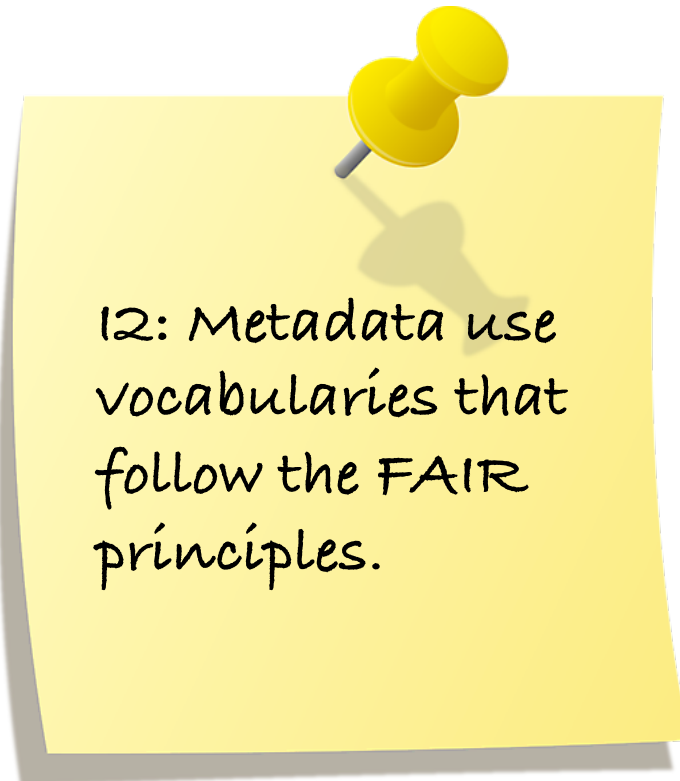 I2: Metadata use
vocabularies that
follow the FAIR
principles.